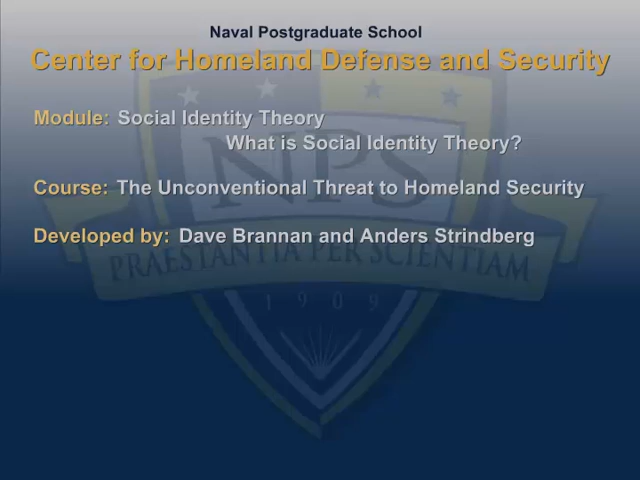 Naval Postgraduate School
Center for Homeland Defense and Security
Module: Social Identity Theory
What is Social Identity Theory?
Course: The Unconventional Threat to Homeland Security
Developed by: Dave Brannan and Anders Strindberg
NPS
PRAESTANTIA PER SCIENTIAM
1909